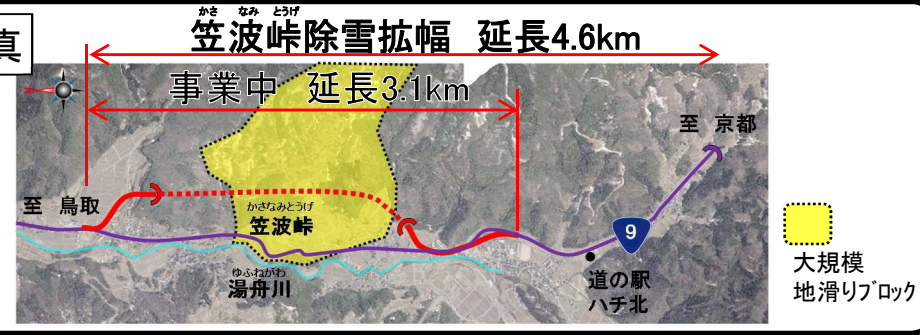 真
かさ なみ とうげ
笠波峠除雪拡幅 延長4.6km
事業中 延長3.1km
至 京都
至 鳥取
かさなみとうげ
笠波峠
9
ゆふねがわ
湯舟川
道の駅
ハチ北
大規模
地滑りブロック